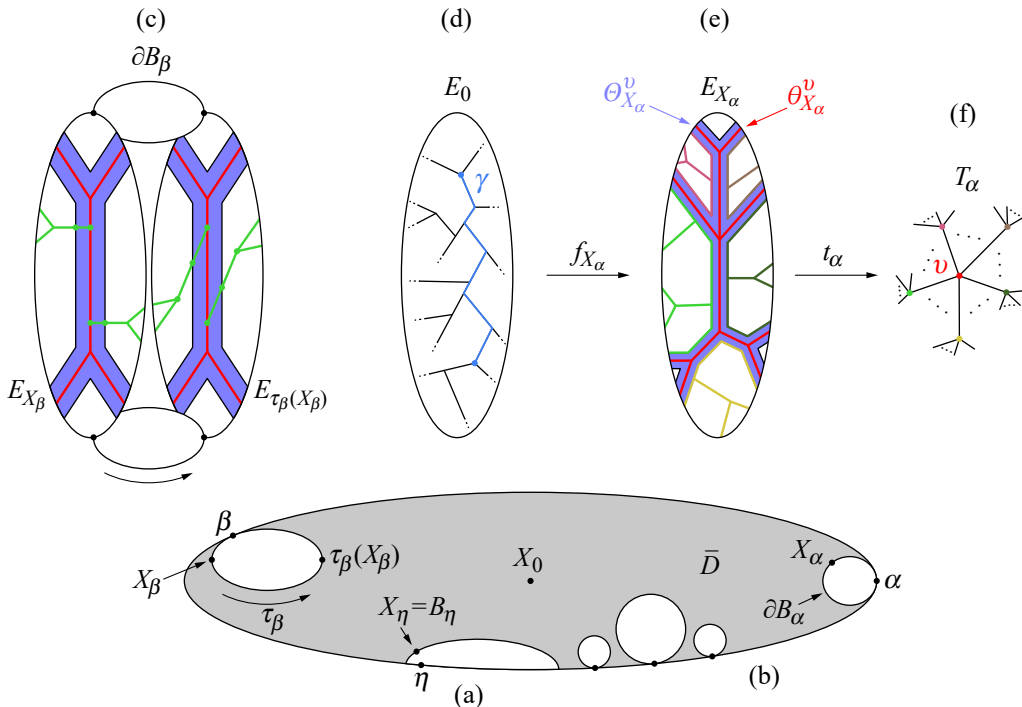 (c)
(d)
(e)
∂B_β
E_0
Θ^υ_{X_α}
E_{X_α}
θ^υ_{X_α}
(f)
T_α
γ
f_{X_α}
t_α
υ
E_{X_β}
E_{τ_β(X_β)}
β
X_β
τ_β(X_β)
τ_β
X_0
D̄
X_α
α
∂B_α
X_η=B_η
η
(a)
(b)